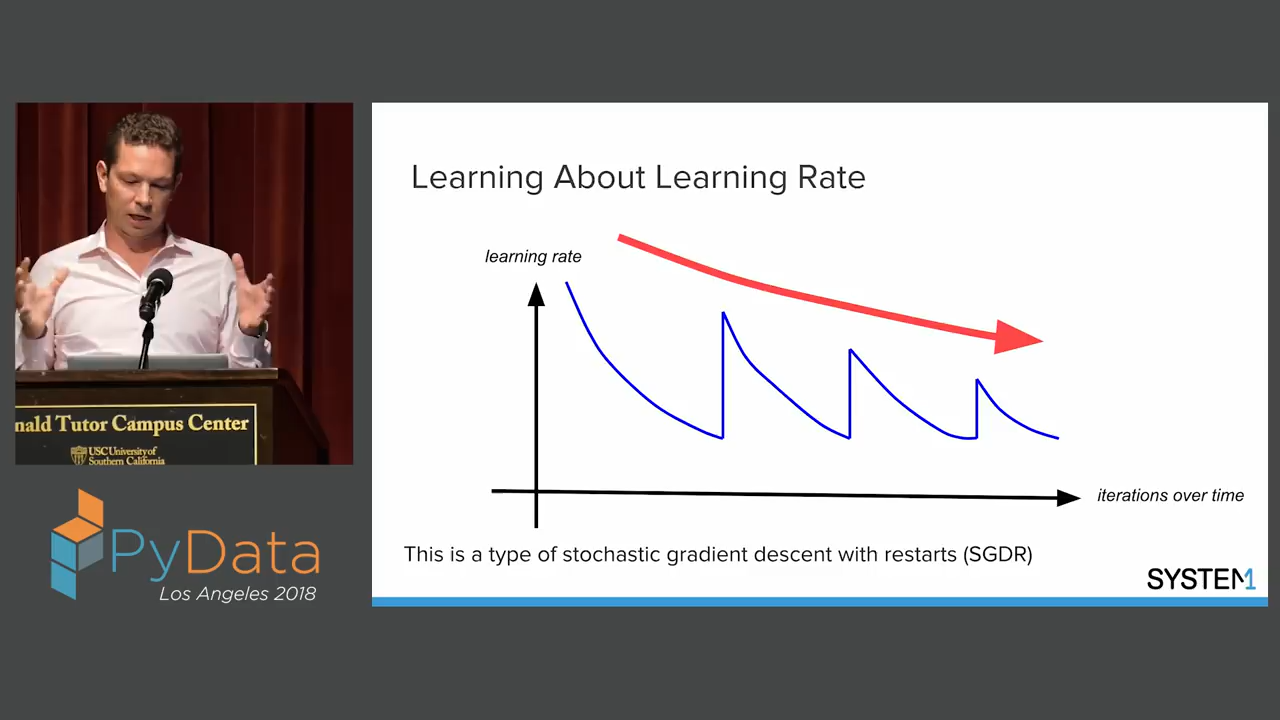 Learning About Learning Rate
learning rate
iterations over time
This is a type of stochastic gradient descent with restarts (SGDR)
SYSTEM1
nald Tutor Campus Center
USC University of
Southern California
PyData
Los Angeles 2018